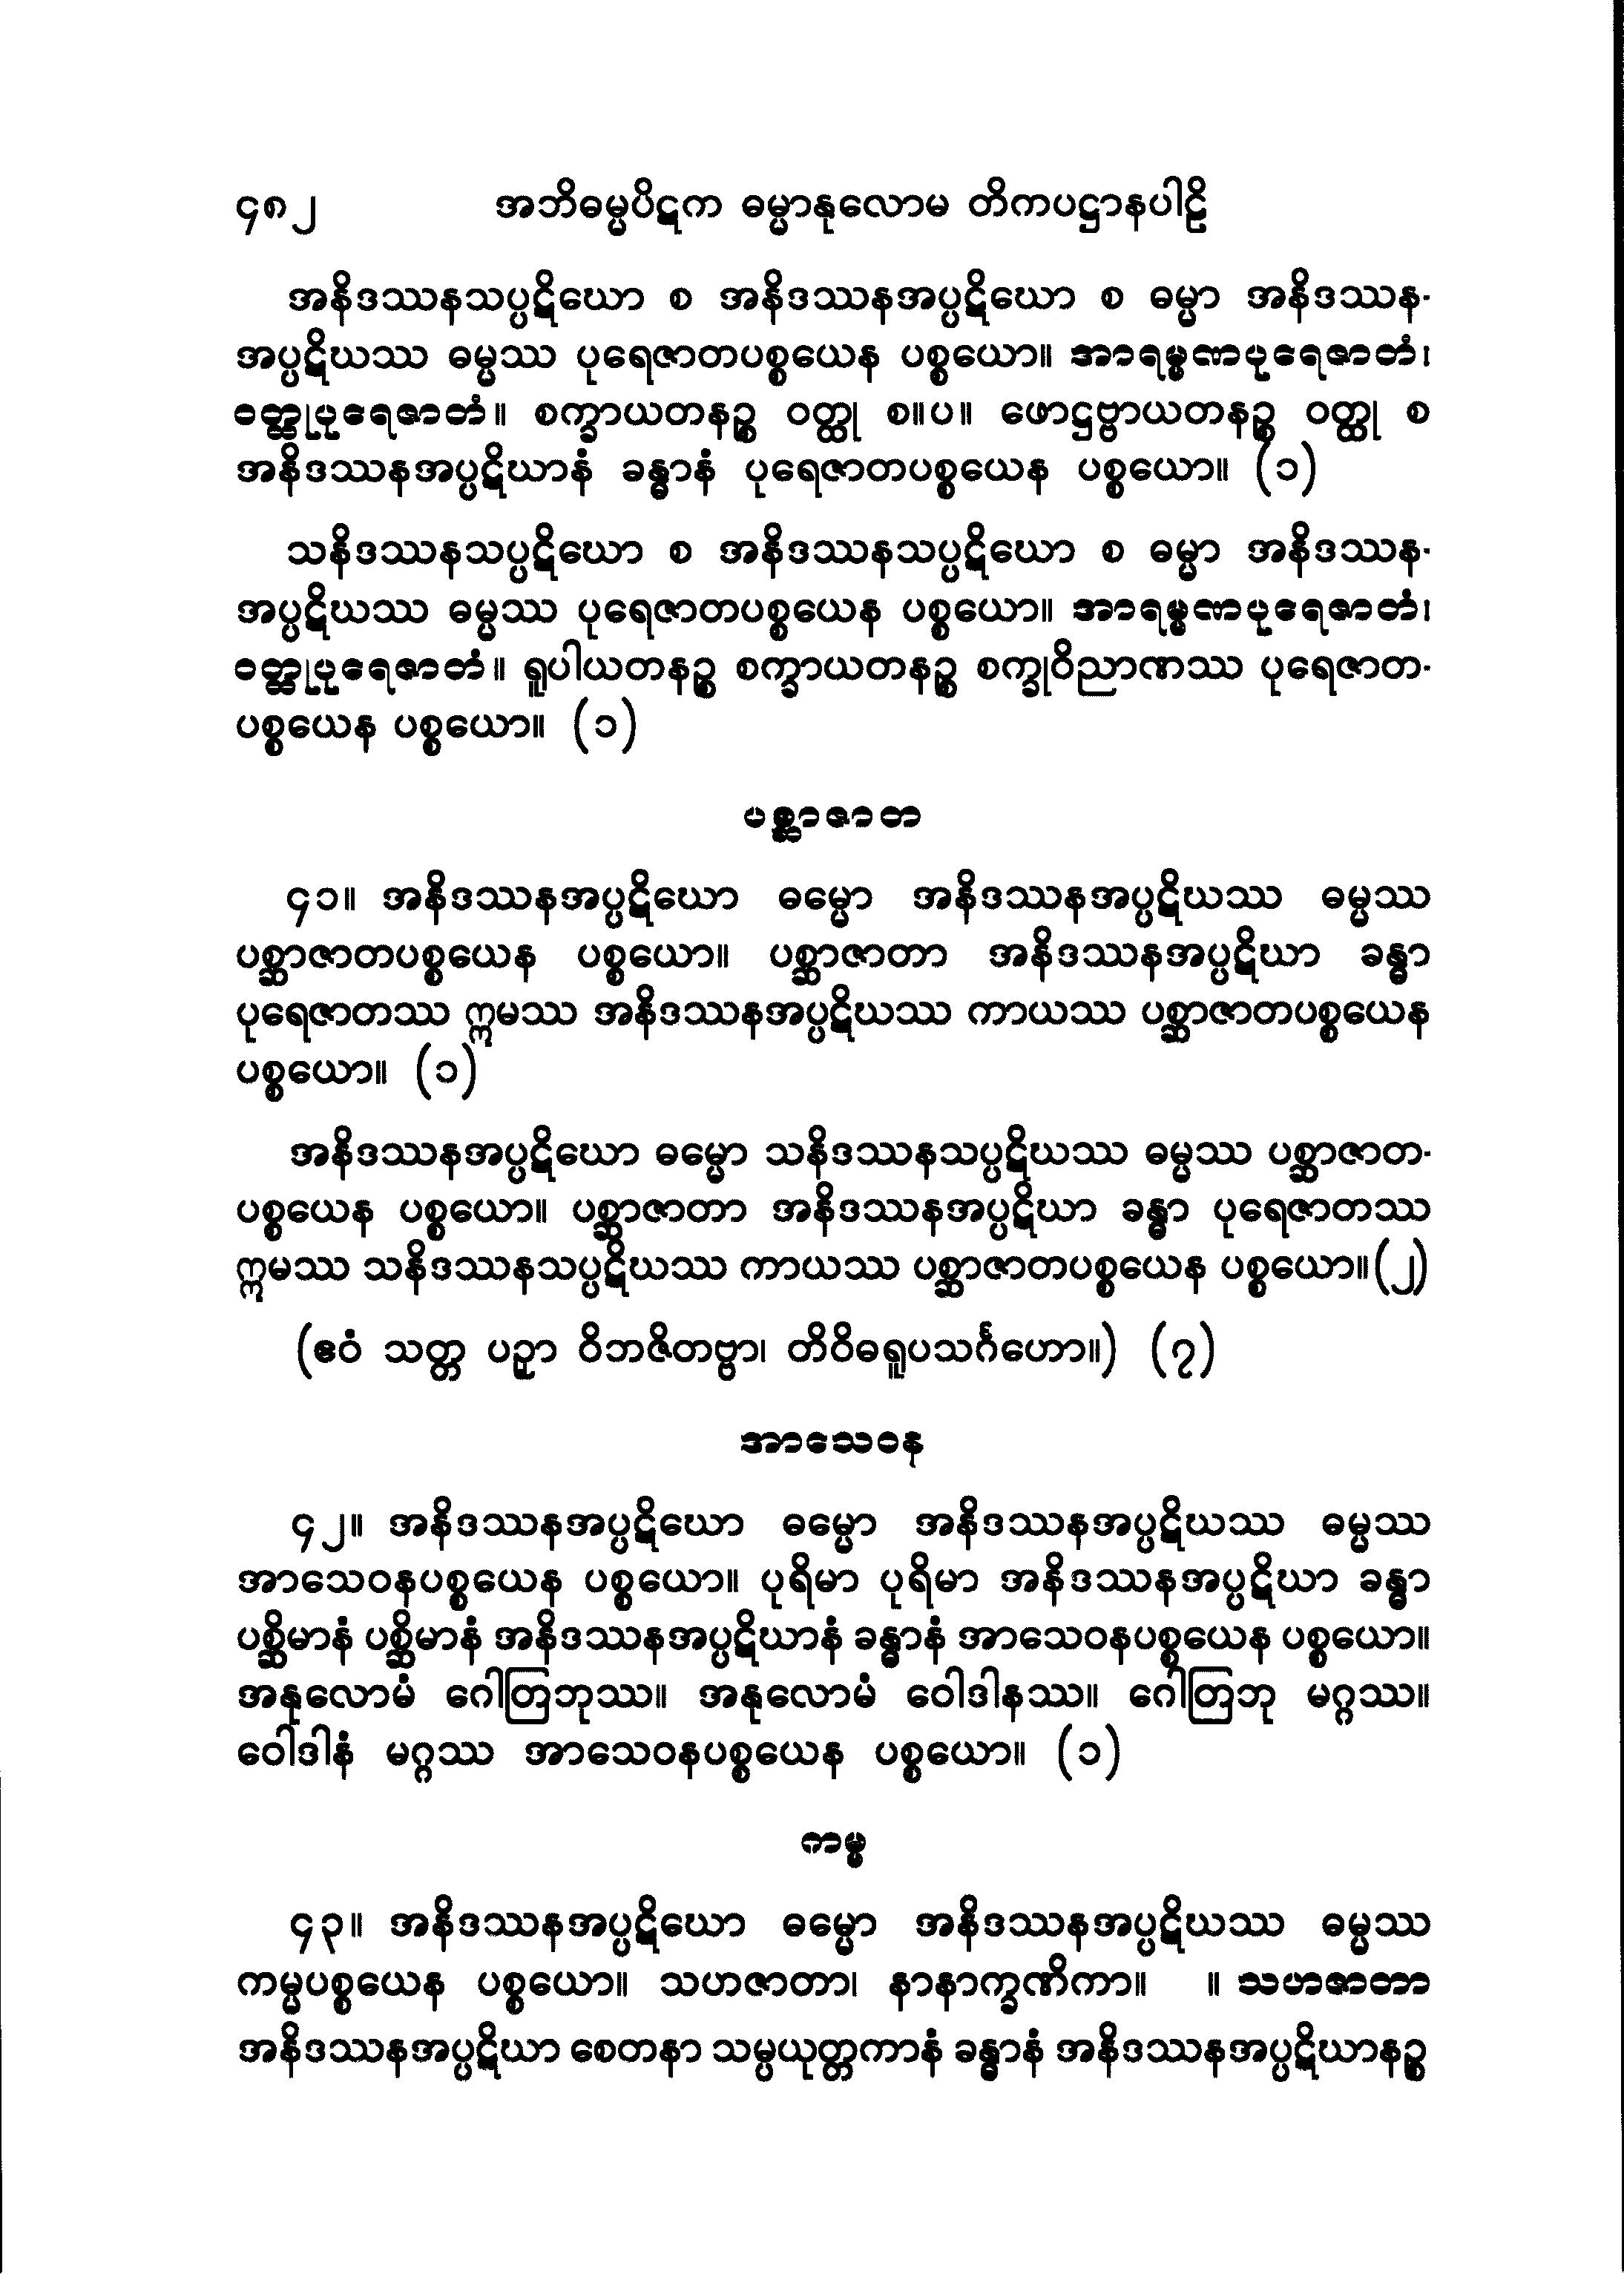 ၄၈၂ အဘိဓမ္မပိဋက ဓမ္မာနုလောမ တိကပဋ္ဌာနပါဠိ
အနိဒဿနသပ္ပဋိဃော စ အနိဒဿနအပ္ပဋိဃော စ ဓမ္မာ အနိဒဿန-
အပ္ပဋိဃဿ ဓမ္မဿ ပုရေဇာတပစ္စယေန ပစ္စယော။ အာရမ္မဏပုရေဇာတံ၊
ဝတ္ထုပုရေဇာတံ။ စက္ခာယတနဉ္စ ဝတ္ထု စ။ပ။ ဖောဋ္ဌဗ္ဗာယတနဉ္စ ဝတ္ထု စ
အနိဒဿနအပ္ပဋိဃာနံ ခန္ဓာနံ ပုရေဇာတပစ္စယေန ပစ္စယော။ (၁)
သနိဒဿနသပ္ပဋိဃော စ အနိဒဿနသပ္ပဋိဃော စ ဓမ္မာ အနိဒဿန-
အပ္ပဋိဃဿ ဓမ္မဿ ပုရေဇာတပစ္စယေန ပစ္စယော။ အာရမ္မဏပုရေဇာတံ၊
ဝတ္ထုပုရေဇာတံ။ ရူပါယတနဉ္စ စက္ခာယတနဉ္စ စက္ခုဝိညာဏဿ ပုရေဇာတ-
ပစ္စယေန ပစ္စယော။ (၁)
ပစ္ဆာဇာတ
၄၁။ အနိဒဿနအပ္ပဋိဃော ဓမ္မော အနိဒဿနအပ္ပဋိဃဿ ဓမ္မဿ
ပစ္ဆာဇာတပစ္စယေန ပစ္စယော။ ပစ္ဆာဇာတာ အနိဒဿနအပ္ပဋိဃာ ခန္ဓာ
ပုရေဇာတဿ ဣမဿ အနိဒဿနအပ္ပဋိဃဿ ကာယဿ ပစ္ဆာဇာတပစ္စယေန
ပစ္စယော။ (၁)
အနိဒဿနအပ္ပဋိဃော ဓမ္မော သနိဒဿနသပ္ပဋိဃဿ ဓမ္မဿ ပစ္ဆာဇာတ-
ပစ္စယေန ပစ္စယော။ ပစ္ဆာဇာတာ အနိဒဿနအပ္ပဋိဃာ ခန္ဓာ ပုရေဇာတဿ
ဣမဿ သနိဒဿနသပ္ပဋိဃဿ ကာယဿ ပစ္ဆာဇာတပစ္စယေန ပစ္စယော။(၂)
(ဧဝံ သတ္တ ပဉှာ ဝိဘဇိတဗ္ဗာ၊ တိဝိဓရူပသင်္ဂဟော။) (၇)
အာသေဝန
၄၂။ အနိဒဿနအပ္ပဋိဃော ဓမ္မော အနိဒဿနအပ္ပဋိဃဿ ဓမ္မဿ
အာသေဝနပစ္စယေန ပစ္စယော။ ပုရိမာ ပုရိမာ အနိဒဿနအပ္ပဋိဃာ ခန္ဓာ
ပစ္ဆိမာနံ ပစ္ဆိမာနံ အနိဒဿနအပ္ပဋိဃာနံ ခန္ဓာနံ အာသေဝနပစ္စယေန ပစ္စယော။
အနုလောမံ ဂေါတြဘုဿ။ အနုလောမံ ဝေါဒါနဿ။ ဂေါတြဘု မဂ္ဂဿ။
ဝေါဒါနံ မဂ္ဂဿ အာသေဝနပစ္စယေန ပစ္စယော။ (၁)
ကမ္မ
၄၃။ အနိဒဿနအပ္ပဋိဃော ဓမ္မော အနိဒဿနအပ္ပဋိဃဿ ဓမ္မဿ
ကမ္မပစ္စယေန ပစ္စယော။ သဟဇာတာ၊ နာနာက္ခဏိကာ။ ။ သဟဇာတာ
အနိဒဿနအပ္ပဋိဃာ စေတနာ သမ္ပယုတ္တကာနံ ခန္ဓာနံ အနိဒဿနအပ္ပဋိဃာနဉ္စ